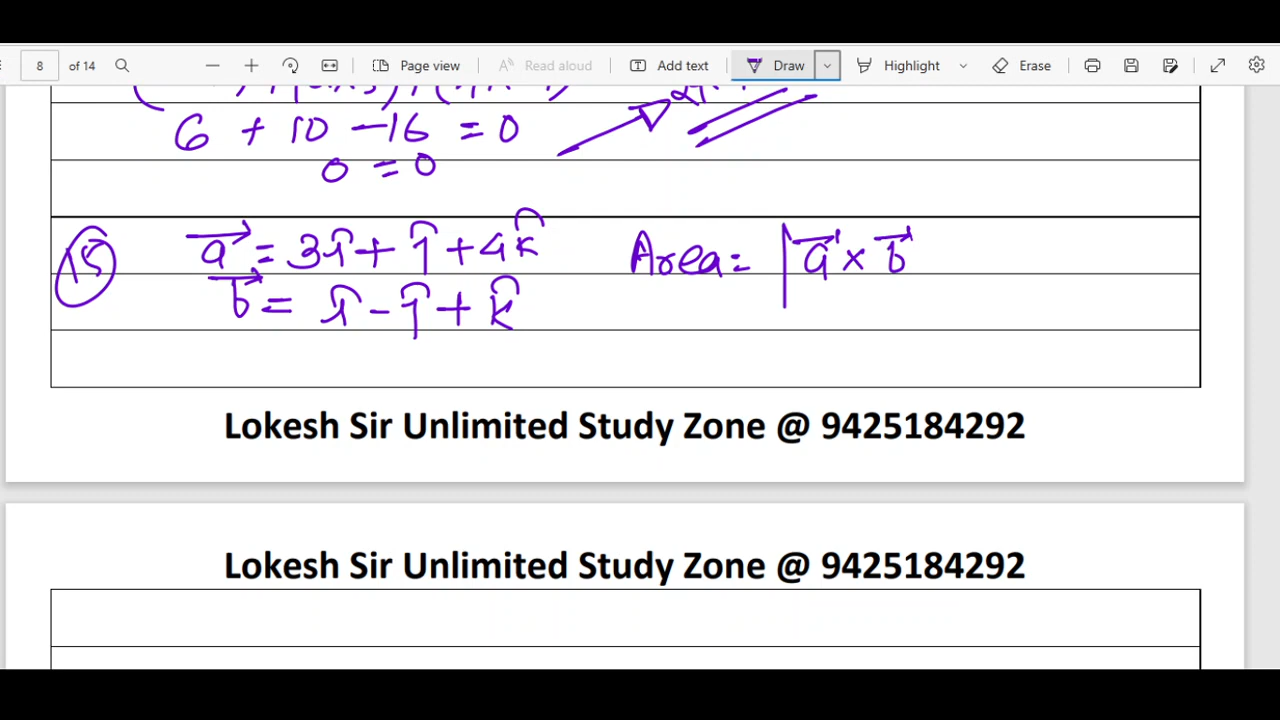 8 of 14 Page view Read aloud Add text Draw Highlight Erase
6 + 10 - 16 = 0
0 = 0
15 a⃗ = 3î + ĵ + 4k̂ Area = |a⃗ × b⃗
b⃗ = î - ĵ + k̂
Lokesh Sir Unlimited Study Zone @ 9425184292
Lokesh Sir Unlimited Study Zone @ 9425184292